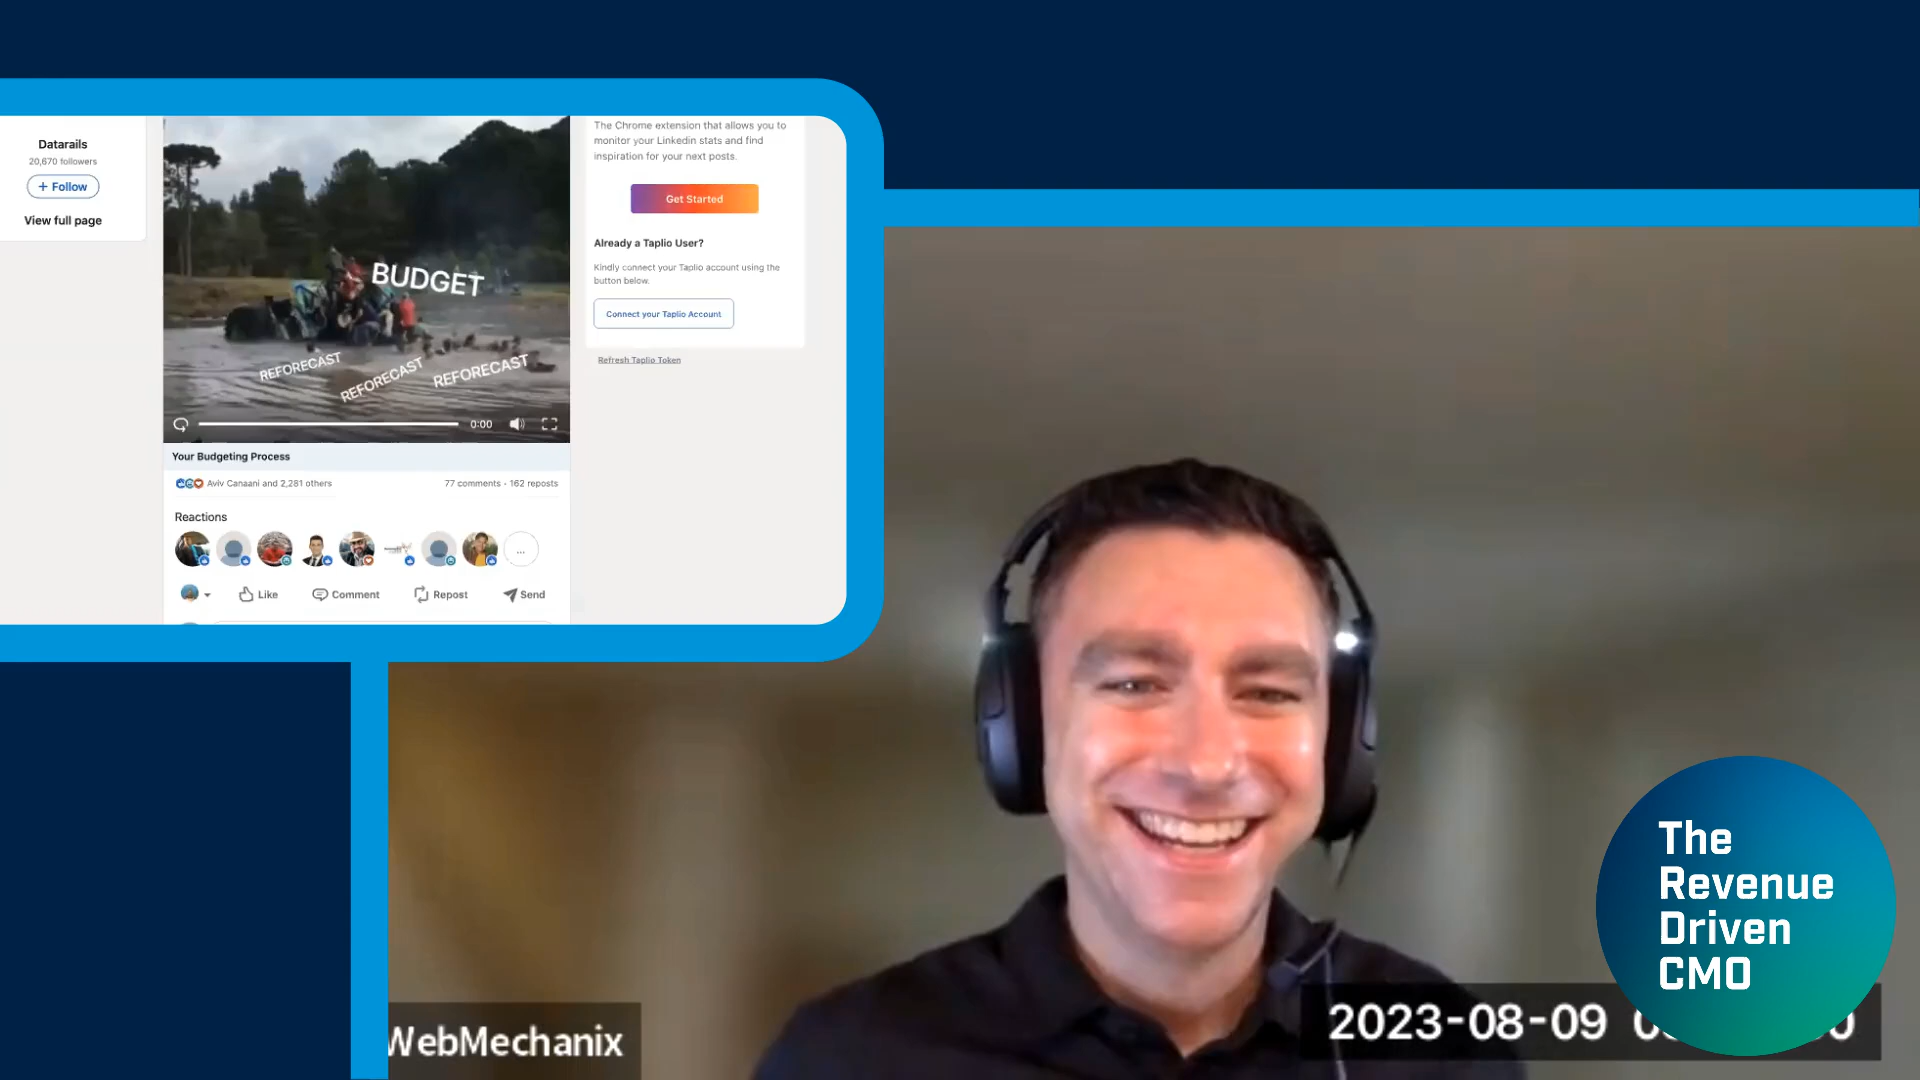 Datarails
20,670 followers
+ Follow
View full page
BUDGET
REFORECAST
REFORECAST
REFORECAST
0:00
Your Budgeting Process
Aviv Canaani and 2,281 others
77 comments · 162 reposts
Reactions
...
Like
Comment
Repost
Send
The Chrome extension that allows you to
monitor your Linkedin stats and find
inspiration for your next posts.
Get Started
Already a Taplio User?
Kindly connect your Taplio account using the
button below.
Connect your Taplio Account
Refresh Taplio Token
WebMechanix
2023-08-09
The
Revenue
Driven
CMO